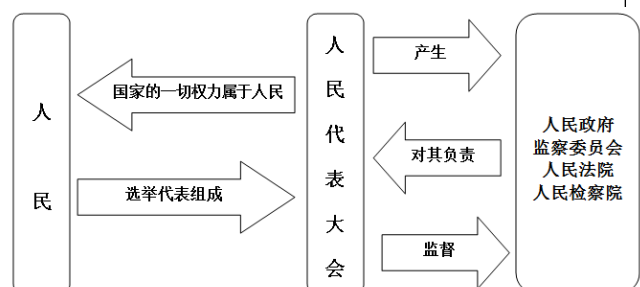 人民
国家的一切权力属于人民
选举代表组成
人民代表大会
产生
对其负责
监督
人民政府
监察委员会
人民法院
人民检察院